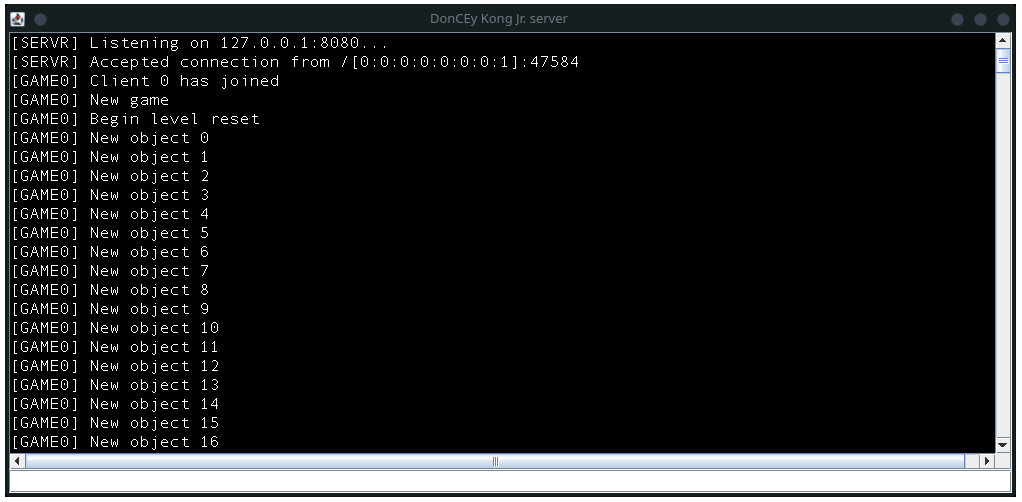 DonCEy Kong Jr. server
[SERVR] Listening on 127.0.0.1:8080...
[SERVR] Accepted connection from /[0:0:0:0:0:0:0:1]:47584
[GAME0] Client 0 has joined
[GAME0] New game
[GAME0] Begin level reset
[GAME0] New object 0
[GAME0] New object 1
[GAME0] New object 2
[GAME0] New object 3
[GAME0] New object 4
[GAME0] New object 5
[GAME0] New object 6
[GAME0] New object 7
[GAME0] New object 8
[GAME0] New object 9
[GAME0] New object 10
[GAME0] New object 11
[GAME0] New object 12
[GAME0] New object 13
[GAME0] New object 14
[GAME0] New object 15
[GAME0] New object 16